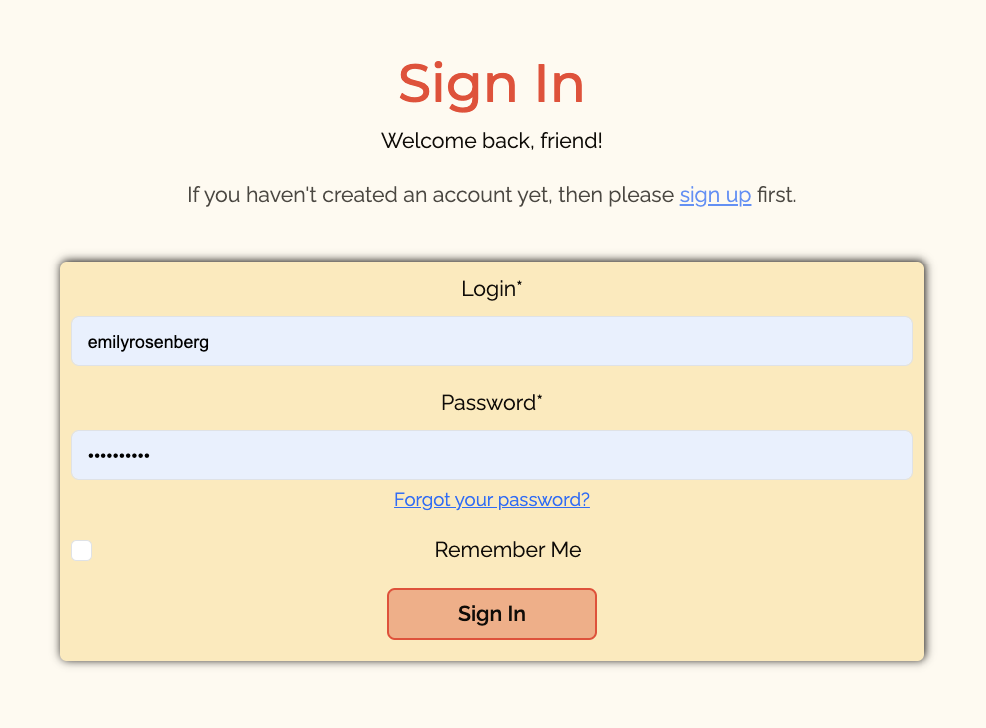 Sign In
Welcome back, friend!
If you haven't created an account yet, then please sign up first.
Login*
emilyrosenberg
Password*
••••••••••
Forgot your password?
Remember Me
Sign In